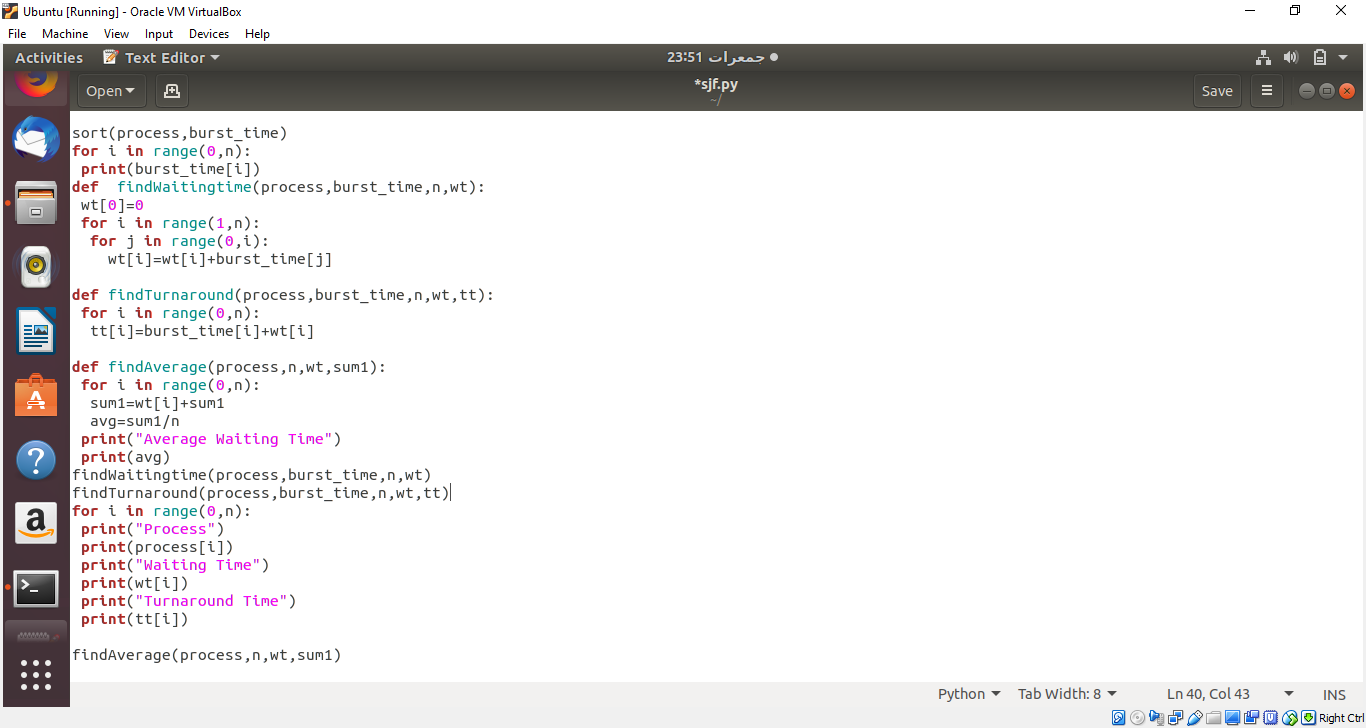 Ubuntu [Running] - Oracle VM VirtualBox
File Machine View Input Devices Help
Activities Text Editor 23:51 جمعرات
Open *sjf.py Save
~/
sort(process,burst_time)
for i in range(0,n):
 print(burst_time[i])
def  findWaitingtime(process,burst_time,n,wt):
 wt[0]=0
 for i in range(1,n):
  for j in range(0,i):
    wt[i]=wt[i]+burst_time[j]
def findTurnaround(process,burst_time,n,wt,tt):
 for i in range(0,n):
  tt[i]=burst_time[i]+wt[i]
def findAverage(process,n,wt,sum1):
 for i in range(0,n):
  sum1=wt[i]+sum1
  avg=sum1/n
 print("Average Waiting Time")
 print(avg)
findWaitingtime(process,burst_time,n,wt)
findTurnaround(process,burst_time,n,wt,tt)
for i in range(0,n):
 print("Process")
 print(process[i])
 print("Waiting Time")
 print(wt[i])
 print("Turnaround Time")
 print(tt[i])
findAverage(process,n,wt,sum1)
Python Tab Width: 8 Ln 40, Col 43 INS
Right Ctrl